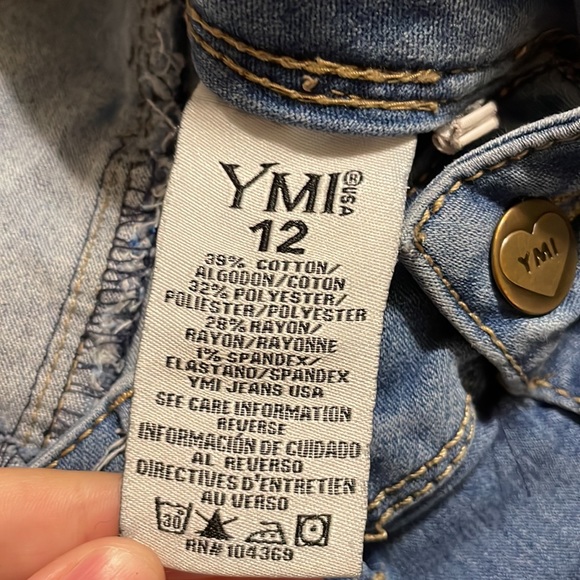 YMI® USA
12
39% COTTON/
ALGODON/COTON
32% POLYESTER/
POLIESTER/POLYESTER
28% RAYON/
RAYON/RAYONNE
1% SPANDEX/
ELASTANO/SPANDEX
YMI JEANS USA
SEE CARE INFORMATION
REVERSE
INFORMACIÓN DE CUIDADO
AL REVERSO
DIRECTIVES D'ENTRETIEN
AU VERSO
30
RN#104369
YMI